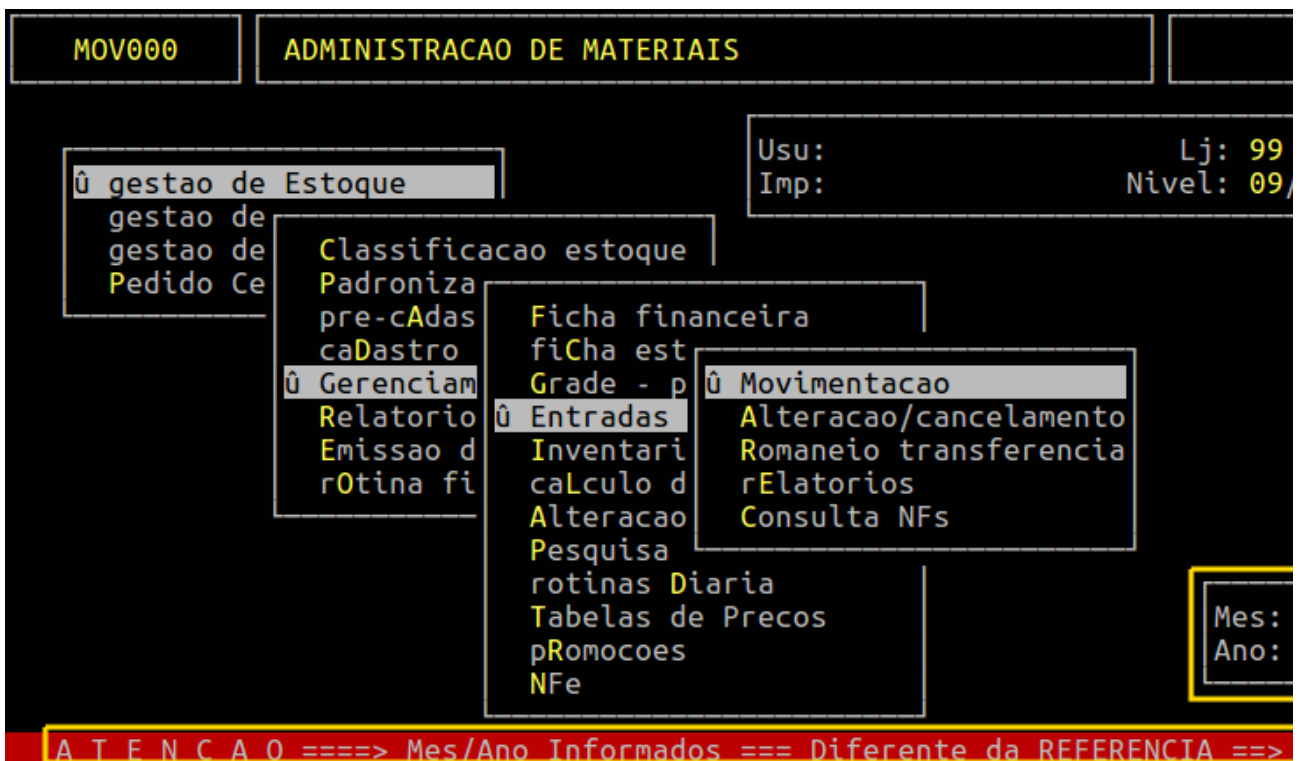 MOV000 ADMINISTRACAO DE MATERIAIS
Usu: Lj: 99
Imp: Nivel: 09/
û gestao de Estoque
gestao de
gestao de
Pedido Ce
Classificacao estoque
Padroniza
pre-cAdas
caDastro
û Gerenciam
Relatorio
Emissao d
rOtina fi
Ficha financeira
fiCha est
Grade - p
û Entradas
Inventari
caLculo d
Alteracao
Pesquisa
rotinas Diaria
Tabelas de Precos
pRomocoes
NFe
û Movimentacao
Alteracao/cancelamento
Romaneio transferencia
rElatorios
Consulta NFs
Mes:
Ano:
A T E N C A O ====> Mes/Ano Informados === Diferente da REFERENCIA ==>